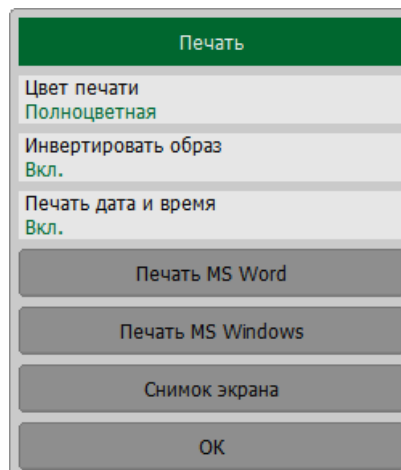 Печать
Цвет печати
Полноцветная
Инвертировать образ
Вкл.
Печать дата и время
Вкл.
Печать MS Word
Печать MS Windows
Снимок экрана
ОК